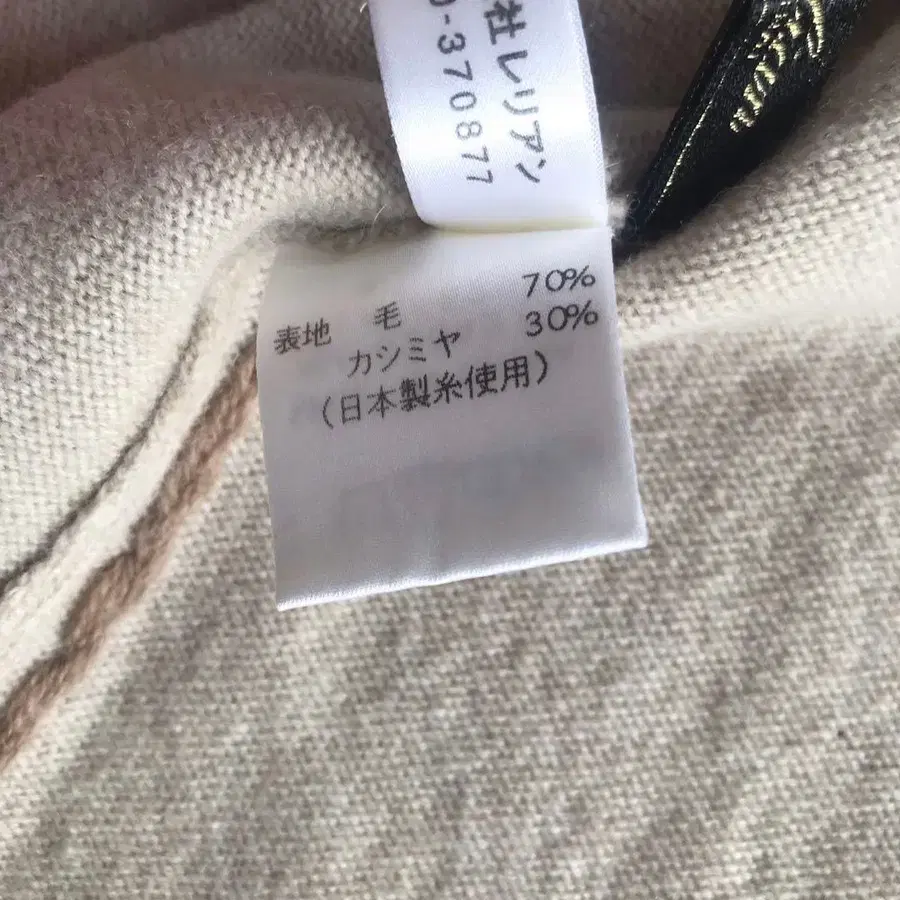 社レリアン
0-370877
表地 毛 70%
カシミヤ 30%
(日本製糸使用)